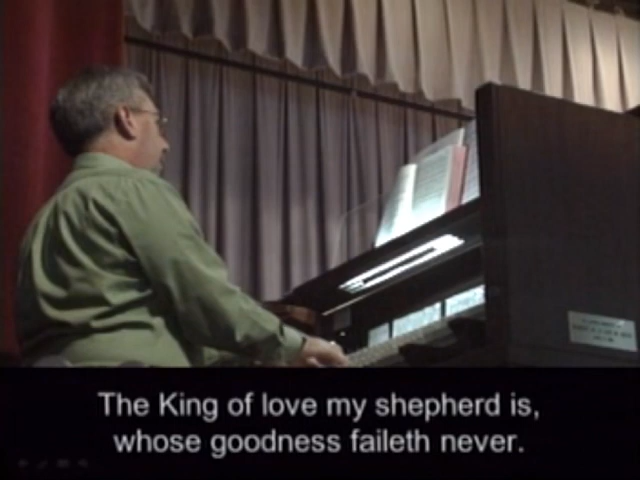 The King of love my shepherd is,
whose goodness faileth never.